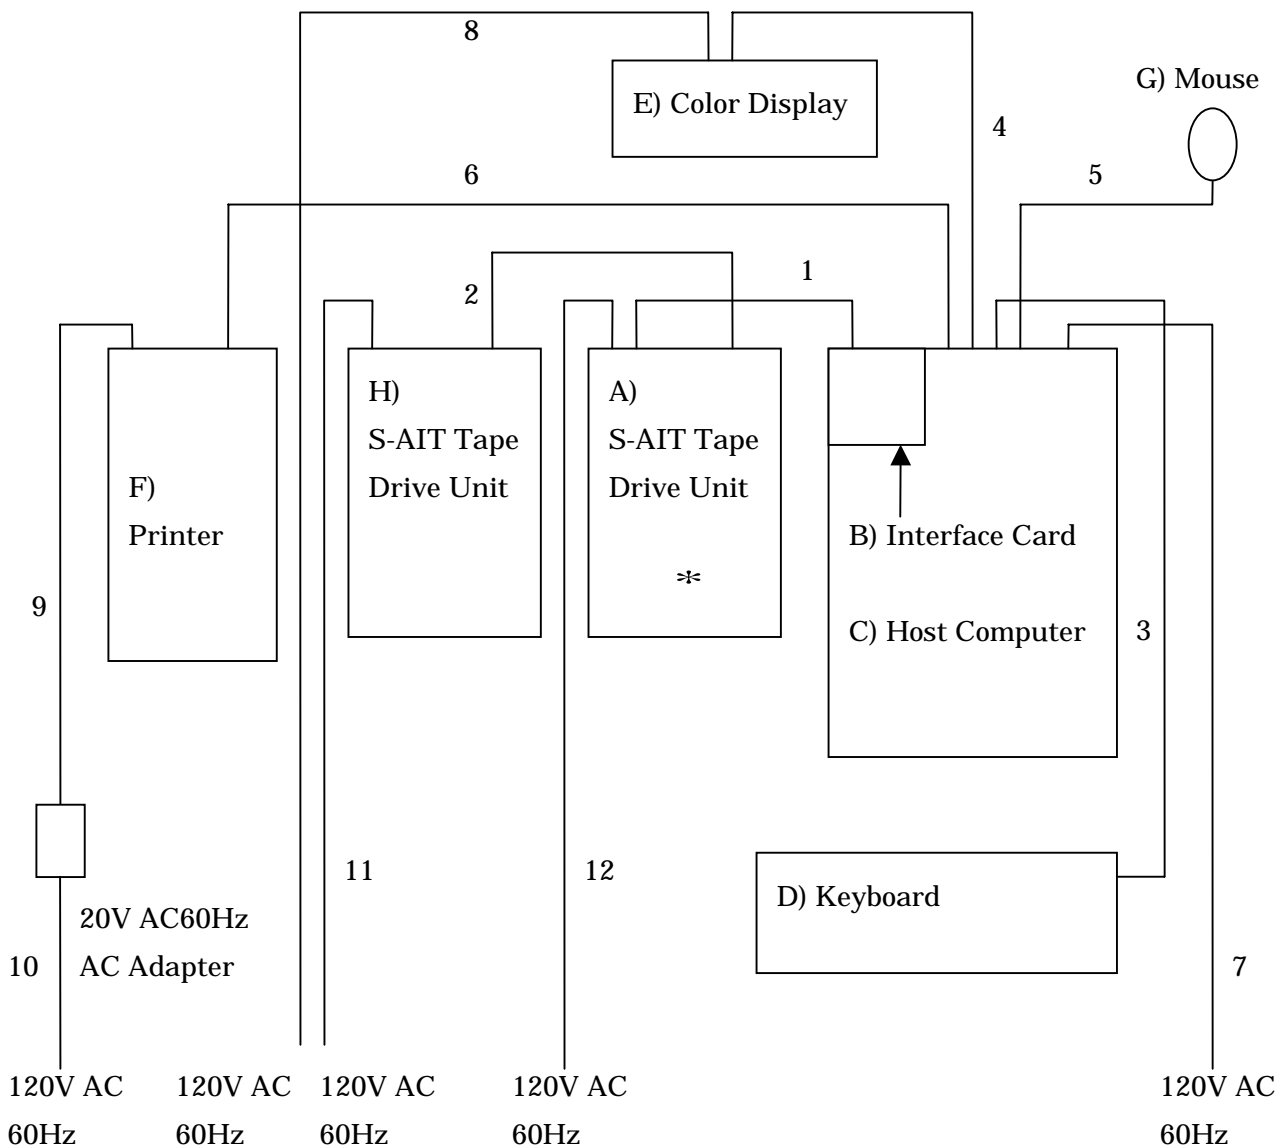 8
G) Mouse
E) Color Display
4
6
5
1
2
H)
S-AIT Tape
Drive Unit
A)
S-AIT Tape
Drive Unit
*
F)
Printer
B) Interface Card
C) Host Computer
9
3
11
12
D) Keyboard
20V AC60Hz
AC Adapter
10
7
120V AC
60Hz
120V AC
60Hz
120V AC
60Hz
120V AC
60Hz
120V AC
60Hz